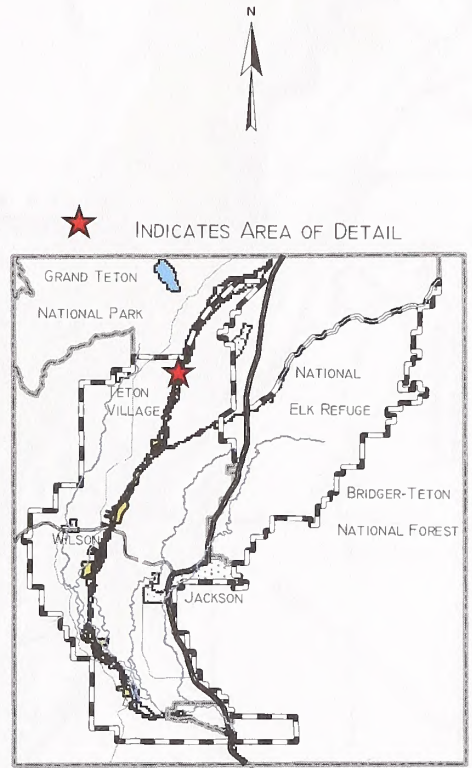 N
INDICATES AREA OF DETAIL
GRAND TETON
NATIONAL PARK
TETON
VILLAGE
NATIONAL
ELK REFUGE
BRIDGER-TETON
NATIONAL FOREST
WILSON
JACKSON